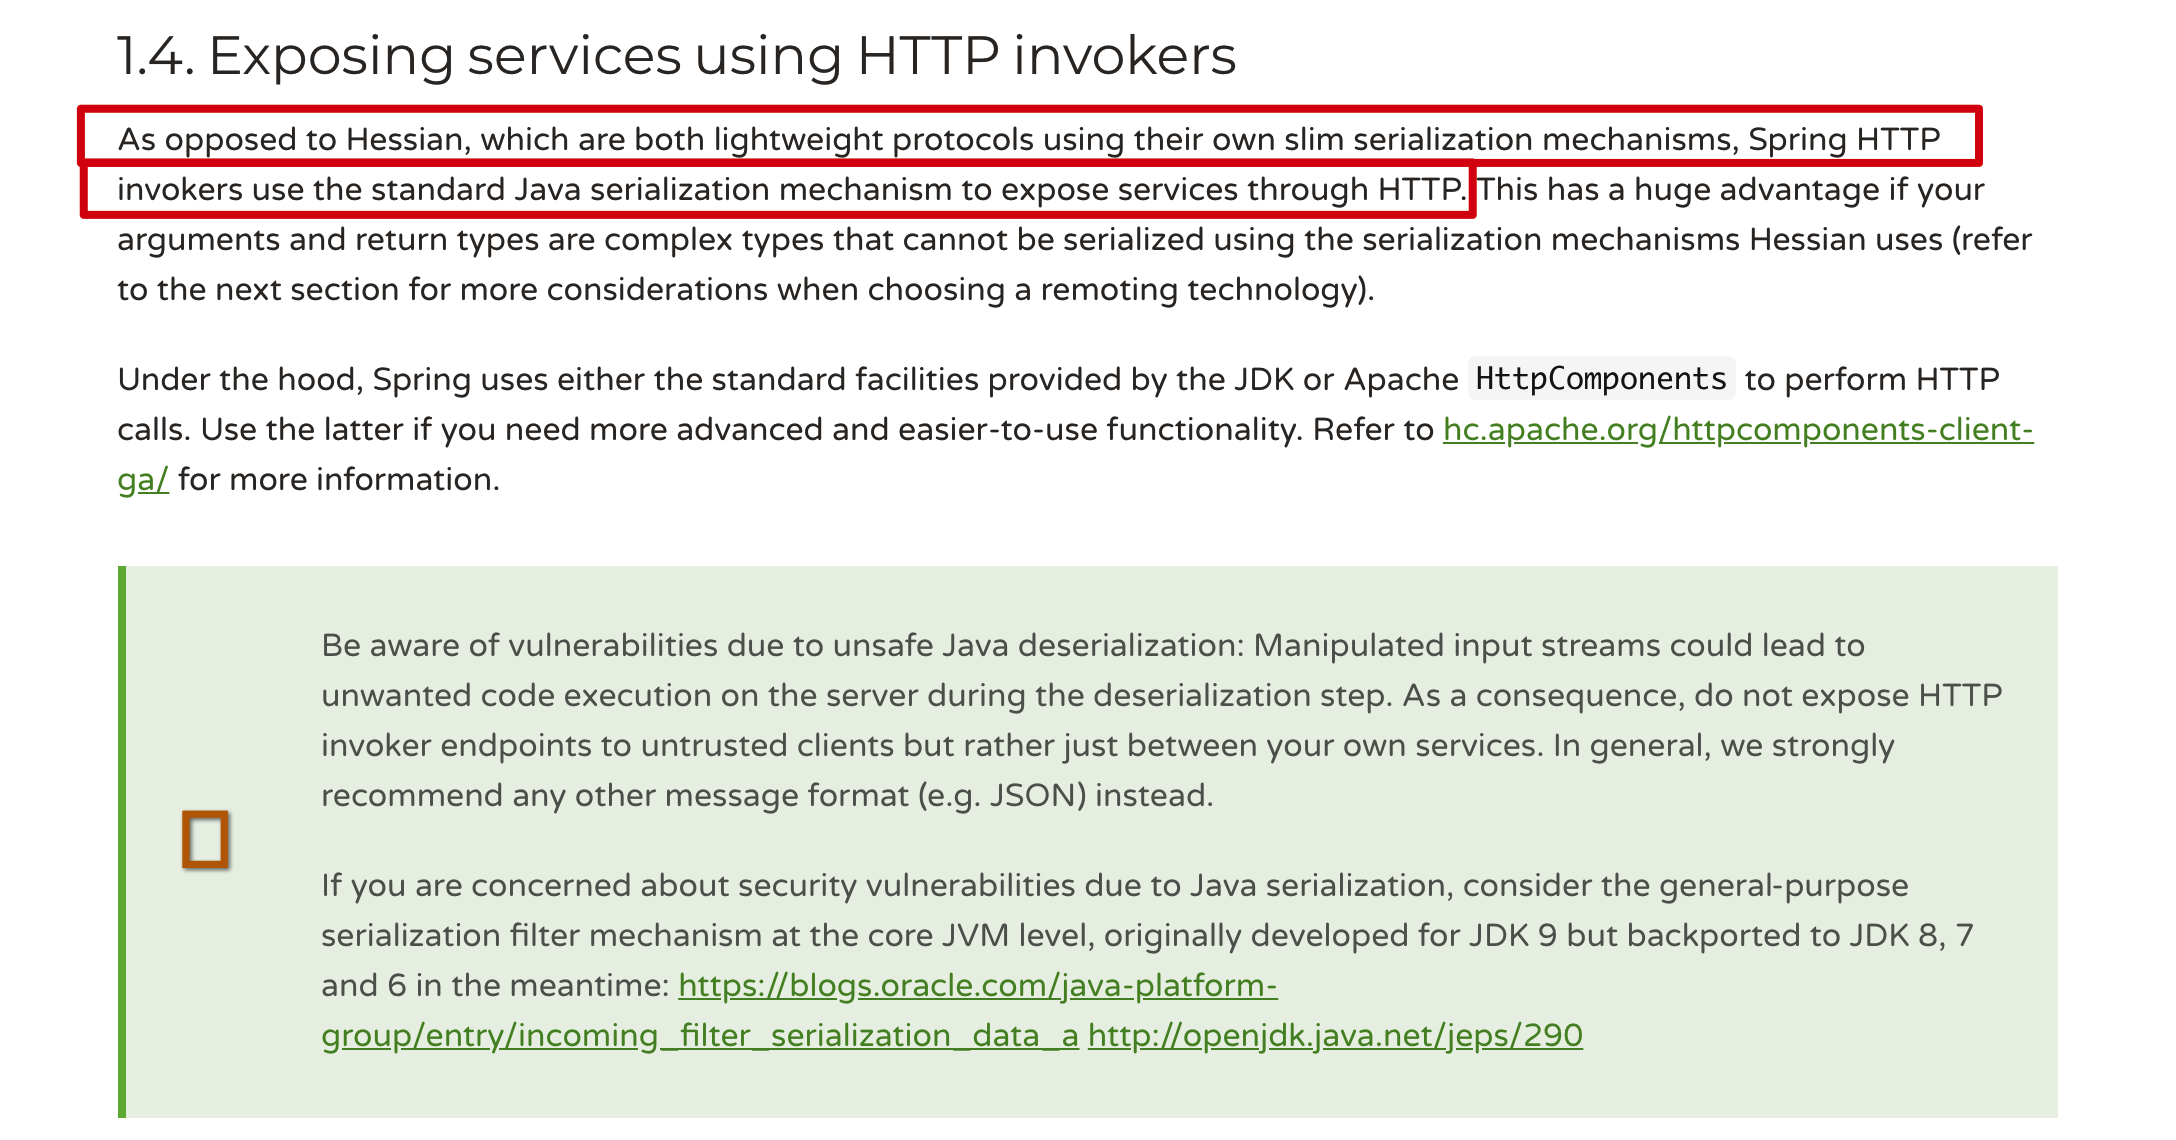 1.4. Exposing services using HTTP invokers
As opposed to Hessian, which are both lightweight protocols using their own slim serialization mechanisms, Spring HTTP
invokers use the standard Java serialization mechanism to expose services through HTTP. This has a huge advantage if your
arguments and return types are complex types that cannot be serialized using the serialization mechanisms Hessian uses (refer
to the next section for more considerations when choosing a remoting technology).
Under the hood, Spring uses either the standard facilities provided by the JDK or Apache HttpComponents to perform HTTP
calls. Use the latter if you need more advanced and easier-to-use functionality. Refer to hc.apache.org/httpcomponents-client-
ga/ for more information.
Be aware of vulnerabilities due to unsafe Java deserialization: Manipulated input streams could lead to
unwanted code execution on the server during the deserialization step. As a consequence, do not expose HTTP
invoker endpoints to untrusted clients but rather just between your own services. In general, we strongly
recommend any other message format (e.g. JSON) instead.
If you are concerned about security vulnerabilities due to Java serialization, consider the general-purpose
serialization filter mechanism at the core JVM level, originally developed for JDK 9 but backported to JDK 8, 7
and 6 in the meantime: https://blogs.oracle.com/java-platform-
group/entry/incoming_filter_serialization_data_a http://openjdk.java.net/jeps/290